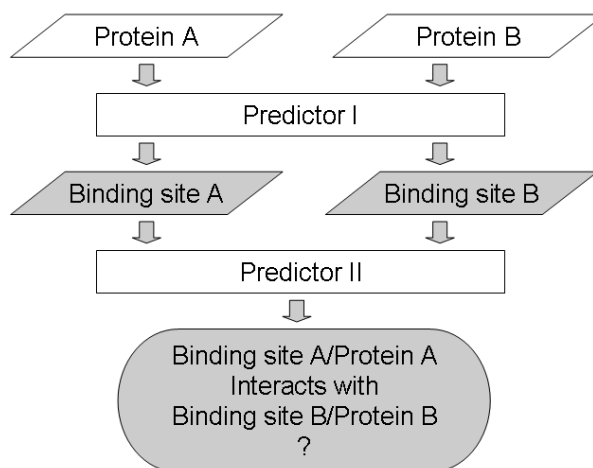 Protein A
Protein B
Predictor I
Binding site A
Binding site B
Predictor II
Binding site A/Protein A
Interacts with
Binding site B/Protein B
?